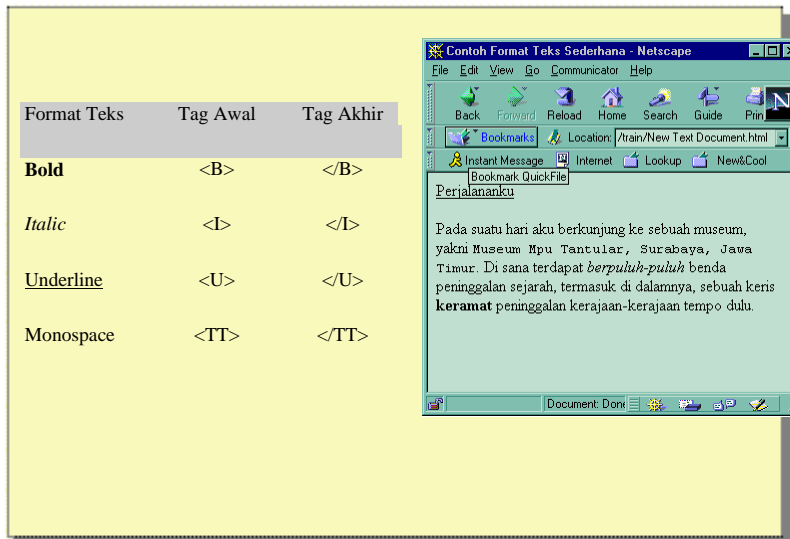 Format Teks Tag Awal Tag Akhir
Bold <B> </B>
Italic <I> </I>
Underline <U> </U>
Monospace <TT> </TT>
Contoh Format Teks Sederhana - Netscape
File Edit View Go Communicator Help
Back Forward Reload Home Search Guide Prin N
Bookmarks Location: /train/New Text Document.html
Instant Message Internet Lookup New&Cool
Bookmark QuickFile
Perjalananku
Pada suatu hari aku berkunjung ke sebuah museum,
yakni Museum Mpu Tantular, Surabaya, Jawa
Timur. Di sana terdapat berpuluh-puluh benda
peninggalan sejarah, termasuk di dalamnya, sebuah keris
keramat peninggalan kerajaan-kerajaan tempo dulu.
Document: Done